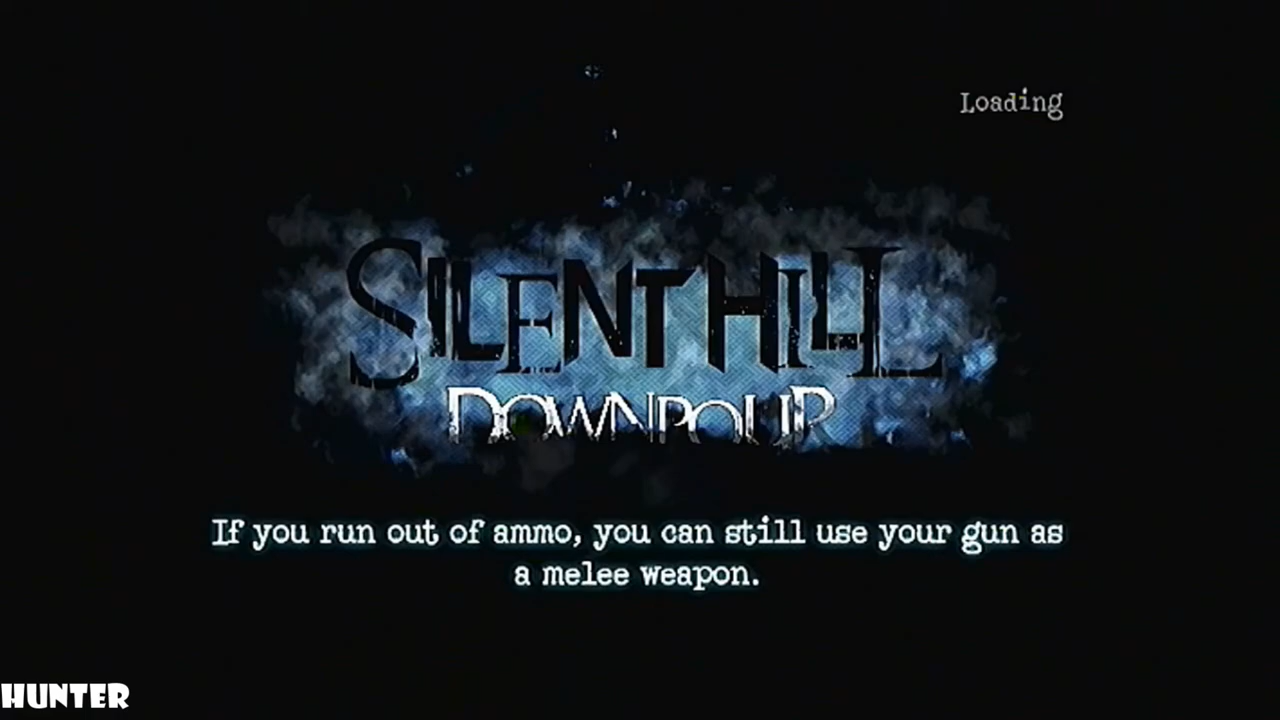 Loading
SILENT HILL
DOWNPOUR
If you run out of ammo, you can still use your gun as
a melee weapon.
HUNTER